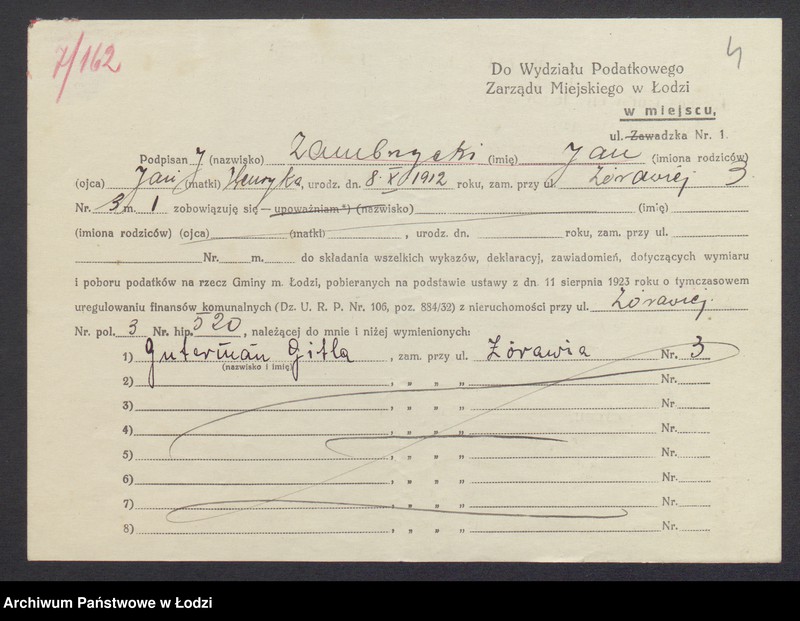 7/162
4
Do Wydziału Podatkowego
Zarządu Miejskiego w Łodzi
w miejscu,
ul. Zawadzka Nr. 1.
Podpisany (nazwisko) Zambrzycki (imię) Jan (imiona rodziców)
(ojca) Jan (matki) Henryka, urodz. dn. 8. XI 1912 roku, zam. przy ul. Żórawiej 3
Nr. 3 m. 1 zobowiązuję się — upoważniam*) (nazwisko) (imię)
(imiona rodziców) (ojca) (matki) , urodz. dn. roku, zam. przy ul.
Nr. m. do składania wszelkich wykazów, deklaracyj, zawiadomień, dotyczących wymiaru
i poboru podatków na rzecz Gminy m. Łodzi, pobieranych na podstawie ustawy z dn. 11 sierpnia 1923 roku o tymczasowem
uregulowaniu finansów komunalnych (Dz. U. R. P. Nr. 106, poz. 884/32) z nieruchomości przy ul. Żórawiej
Nr. pol. 3 Nr. hip. 520, należącej do mnie i niżej wymienionych:
1) Guterman Gitla , zam. przy ul. Żórawia Nr. 3
(nazwisko i imię)
2) , „ „ „ Nr.
3) , „ „ „ Nr.
4) , „ „ „ Nr.
5) , „ „ „ Nr.
6) , „ „ „ Nr.
7) , „ „ „ Nr.
8) , „ „ „ Nr.
Archiwum Państwowe w Łodzi